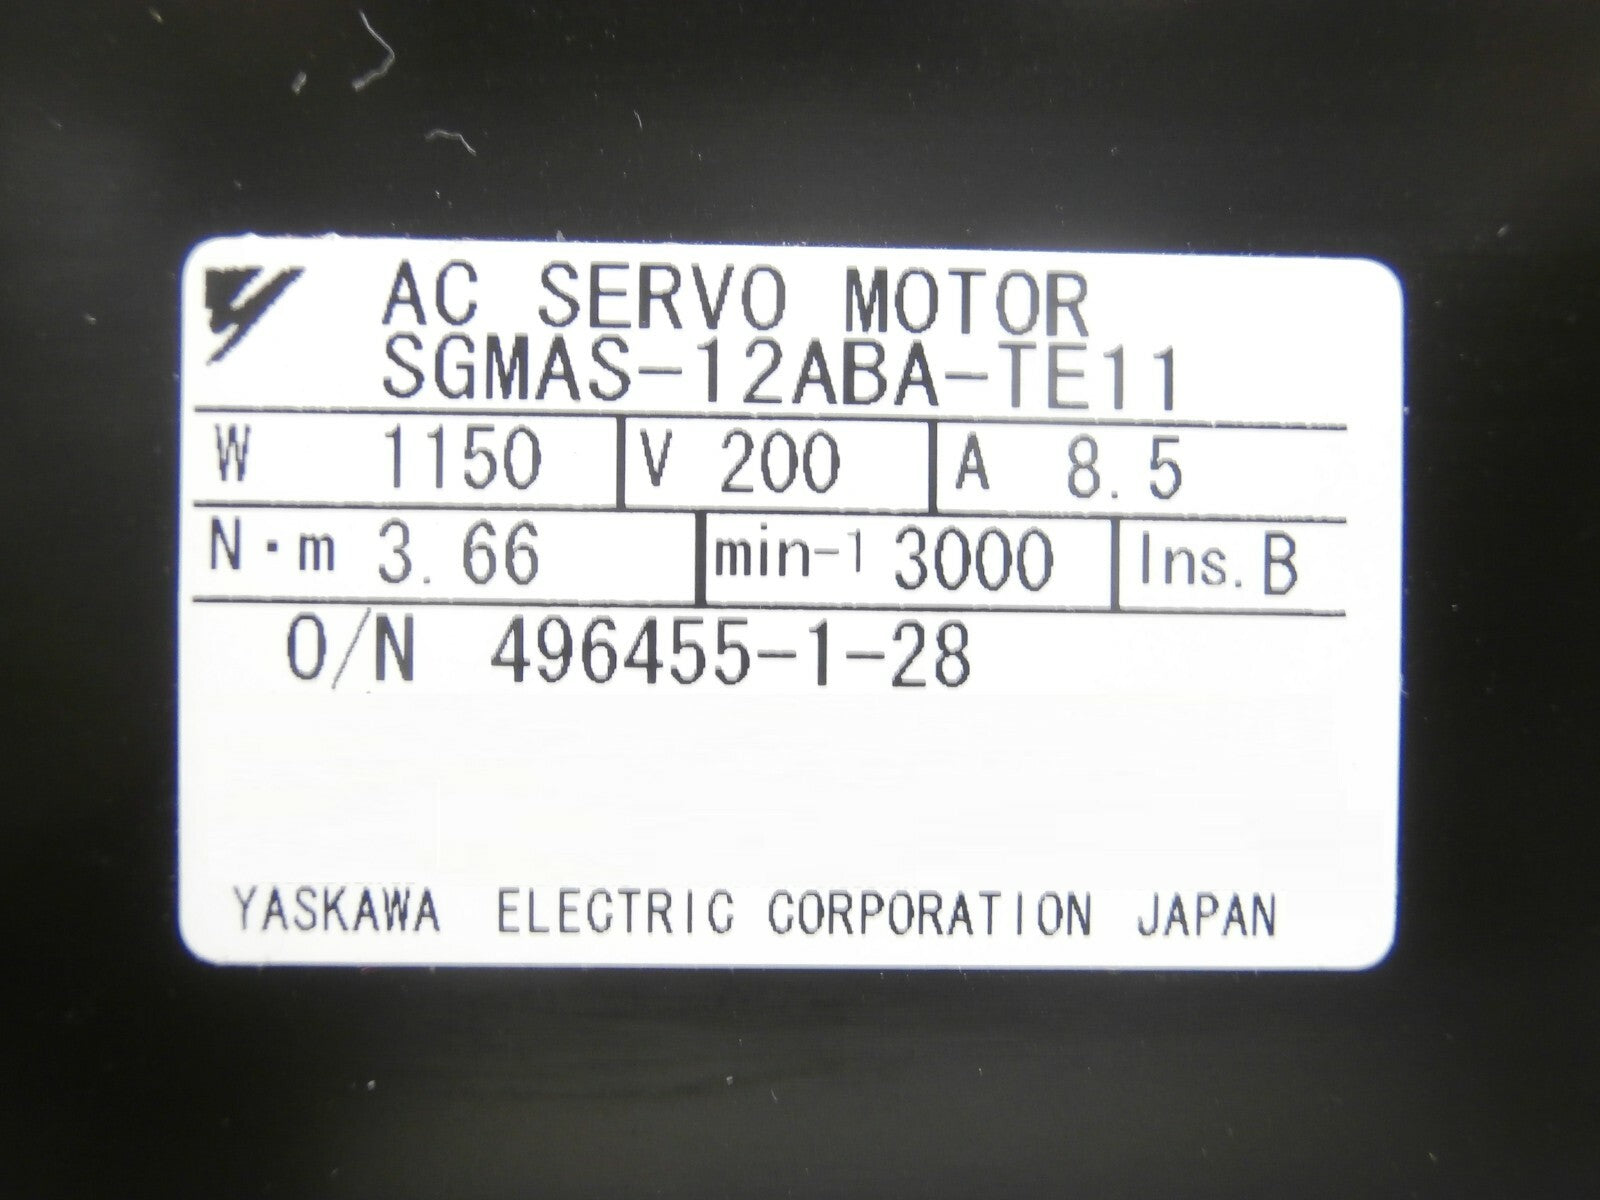 AC SERVO MOTOR
SGMAS-12ABA-TE11
W 1150 V 200 A 8.5
N·m 3.66 min-1 3000 Ins. B
O/N 496455-1-28
YASKAWA ELECTRIC CORPORATION JAPAN